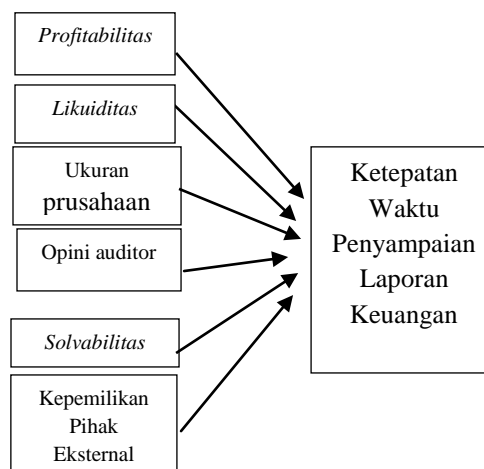 Profitabilitas
Likuiditas
Ukuran
prusahaan
Opini auditor
Solvabilitas
Kepemilikan
Pihak
Eksternal
Ketepatan
Waktu
Penyampaian
Laporan
Keuangan